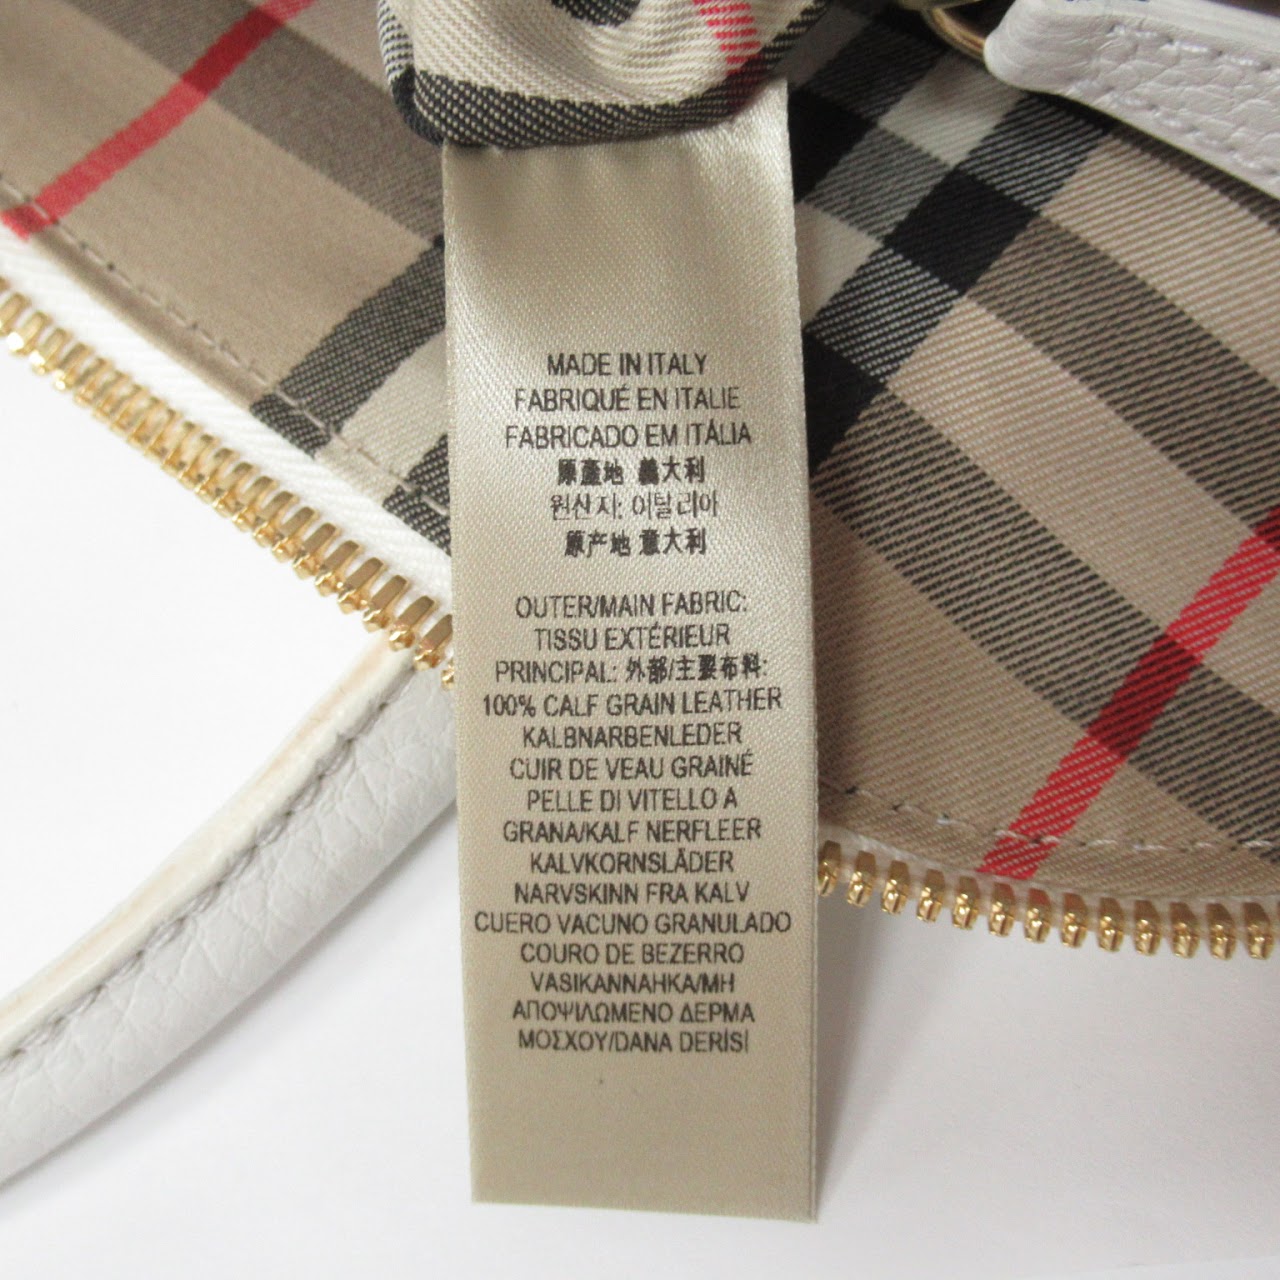 MADE IN ITALY
FABRIQUÉ EN ITALIE
FABRICADO EM ITÁLIA
原產地 義大利
원산지: 이탈리아
原产地 意大利
OUTER/MAIN FABRIC:
TISSU EXTÉRIEUR
PRINCIPAL: 外部/主要布料:
100% CALF GRAIN LEATHER
KALBNARBENLEDER
CUIR DE VEAU GRAINÉ
PELLE DI VITELLO A
GRANA/KALF NERFLEER
KALVKORNSLÄDER
NARVSKINN FRA KALV
CUERO VACUNO GRANULADO
COURO DE BEZERRO
VASIKANNAHKA/MH
ΑΠΟΨΙΛΩΜΕΝΟ ΔΕΡΜΑ
ΜΟΣΧΟΥ/DANA DERİSİ